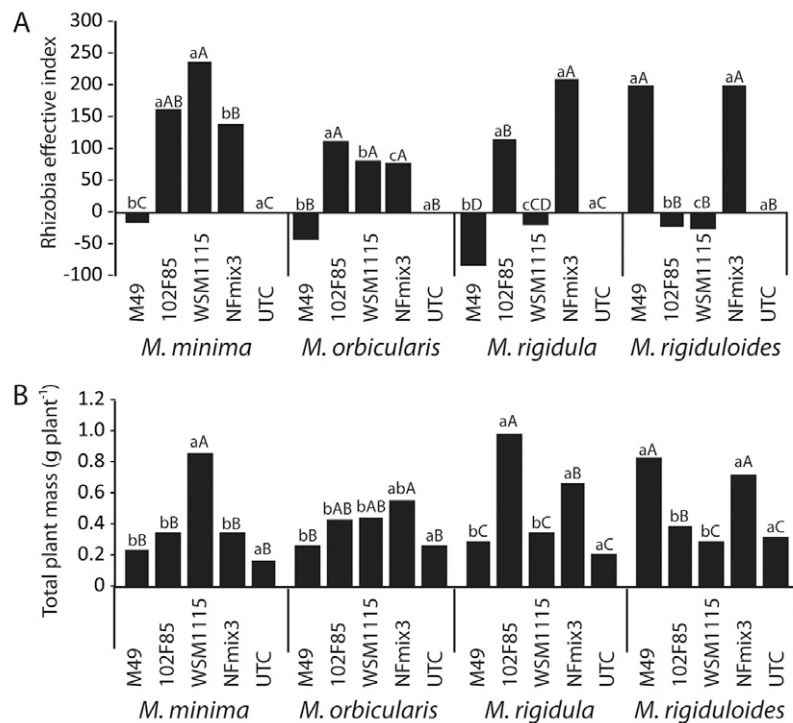 A
Rhizobia effective index
300
250
200
150
100
50
0
-50
-100
bC aAB aA bB aC
bB aA bA cA aB
bD aB cCD aA aC
aA bB cB aA aB
M49 102F85 WSM1115 NFmix3 UTC
M49 102F85 WSM1115 NFmix3 UTC
M49 102F85 WSM1115 NFmix3 UTC
M49 102F85 WSM1115 NFmix3 UTC
M. minima M. orbicularis M. rigidula M. rigiduloides
B
Total plant mass (g plant⁻¹)
1.2
1.0
0.8
0.6
0.4
0.2
0
bB bB aA bB aB
bB bAB bAB abA aB
bC aA bC aB aC
aA bB bC aA aC
M49 102F85 WSM1115 NFmix3 UTC
M49 102F85 WSM1115 NFmix3 UTC
M49 102F85 WSM1115 NFmix3 UTC
M49 102F85 WSM1115 NFmix3 UTC
M. minima M. orbicularis M. rigidula M. rigiduloides